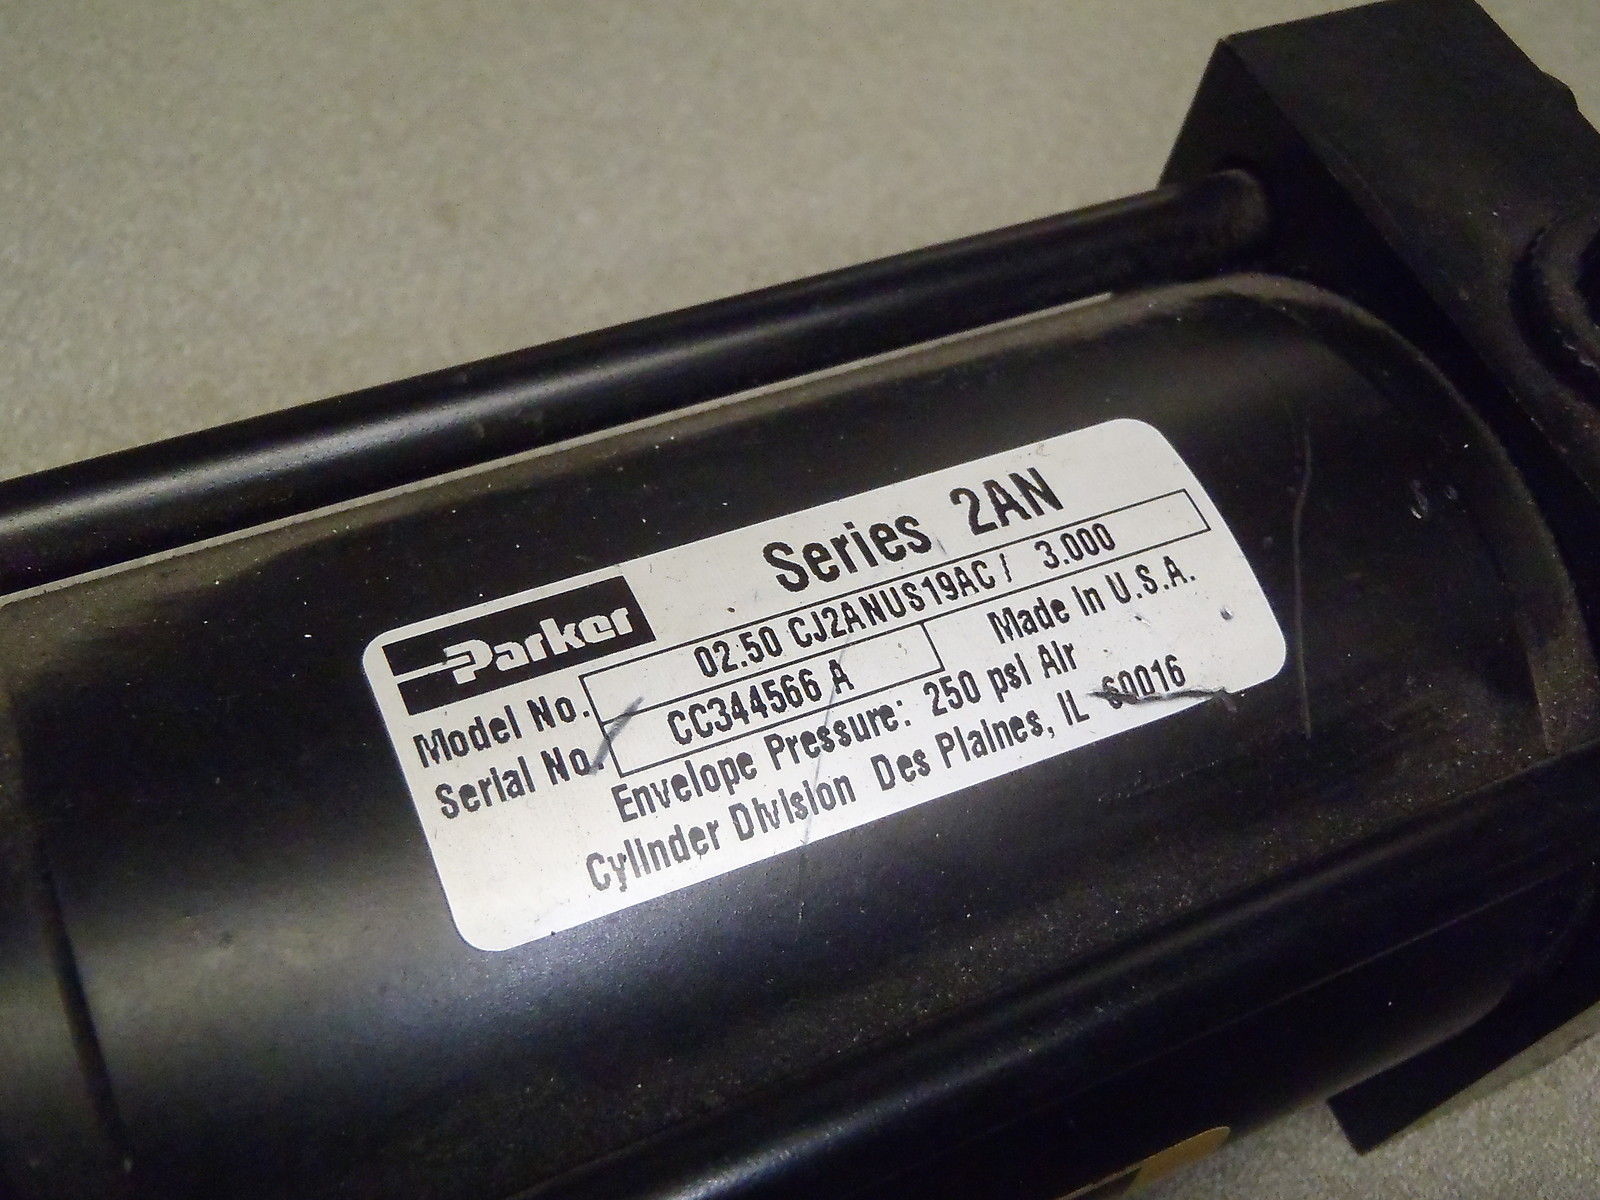 Parker
Series 2AN
Model No. 02.50 CJ2ANUS19AC / 3.000
Serial No. CC344566 A
Made In U.S.A.
Envelope Pressure: 250 psi Air
Cylinder Division Des Plaines, IL 60016